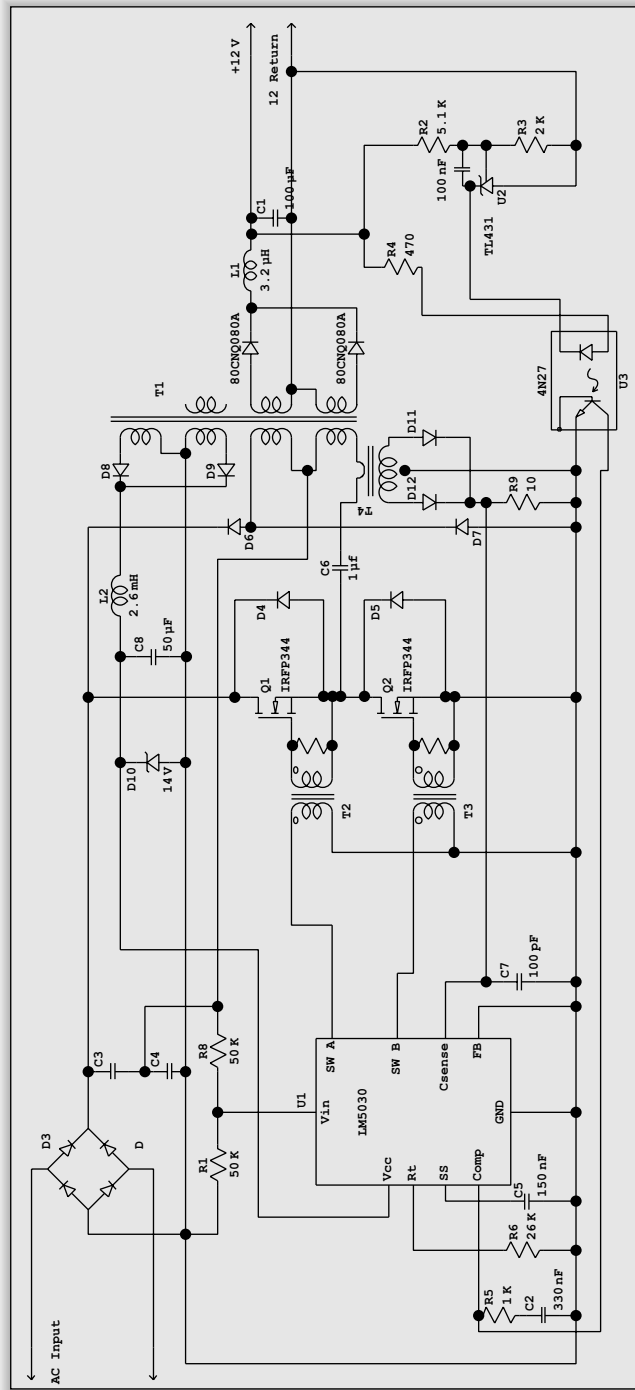 AC Input
D3
D
C3
C4
R1
50 K
R8
50 K
D10
14 V
C8
50 µF
L2
2.6 mH
D8
D9
T1
D6
D7
U1
LM5030
Vin
Vcc
Rt
SS
Comp
SW A
SW B
Csense
FB
GND
R5
1 K
C2
330 nF
R6
26 K
C5
150 nF
C7
100 pF
T2
T3
Q1
IRFP344
Q2
IRFP344
D4
D5
C6
1 µf
T4
D12
D11
R9
10
80CNQ080A
80CNQ080A
L1
3.2 µH
C1
100 µF
+12 V
12 Return
R4
470
R2
5.1 K
100 nF
R3
2 K
U2
TL431
4N27
U3